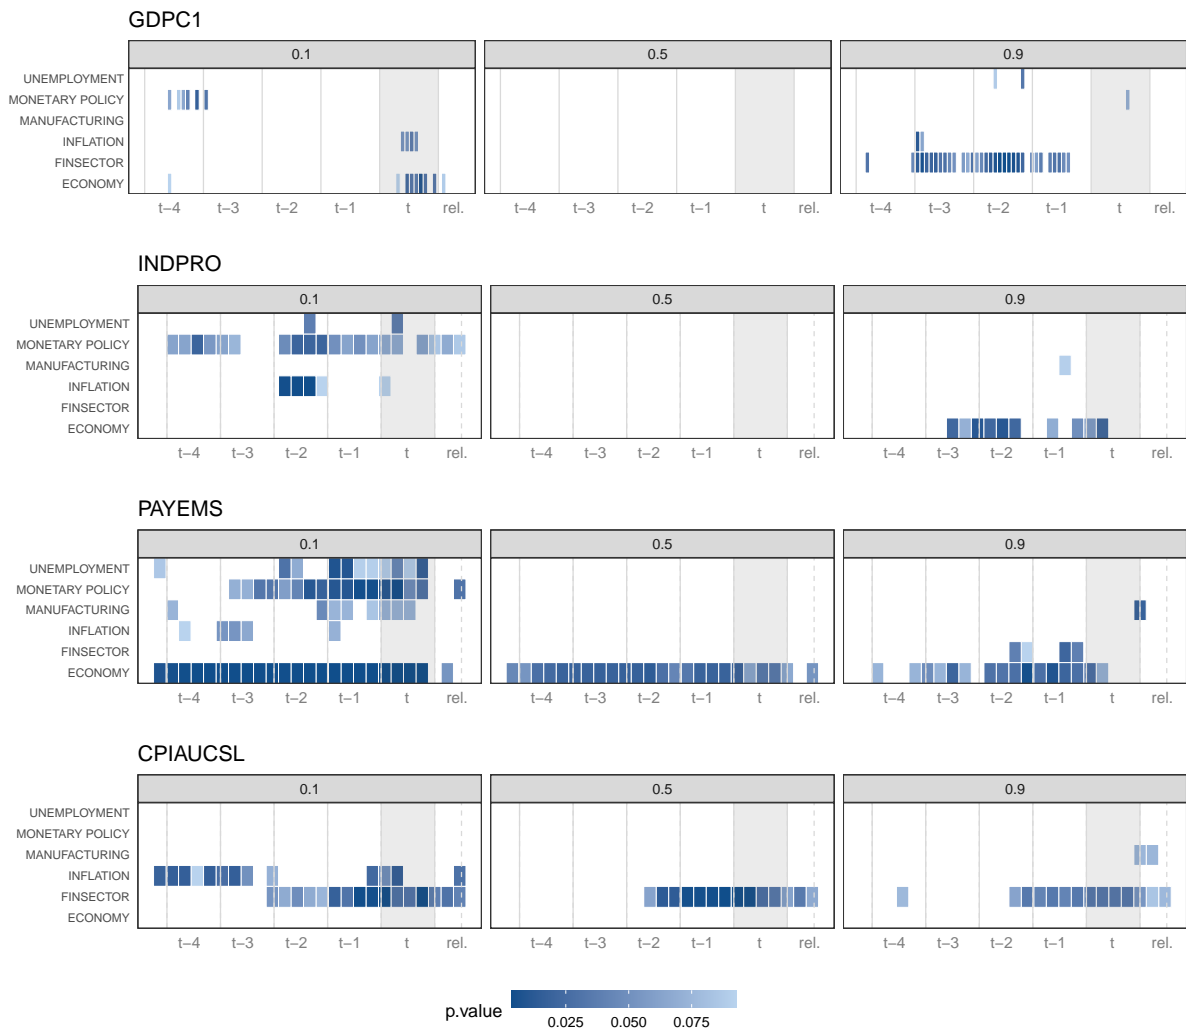 GDPC1
0.1 0.5 0.9
UNEMPLOYMENT
MONETARY POLICY
MANUFACTURING
INFLATION
FINSECTOR
ECONOMY
t−4 t−3 t−2 t−1 t rel. t−4 t−3 t−2 t−1 t rel. t−4 t−3 t−2 t−1 t rel.
INDPRO
0.1 0.5 0.9
UNEMPLOYMENT
MONETARY POLICY
MANUFACTURING
INFLATION
FINSECTOR
ECONOMY
t−4 t−3 t−2 t−1 t rel. t−4 t−3 t−2 t−1 t rel. t−4 t−3 t−2 t−1 t rel.
PAYEMS
0.1 0.5 0.9
UNEMPLOYMENT
MONETARY POLICY
MANUFACTURING
INFLATION
FINSECTOR
ECONOMY
t−4 t−3 t−2 t−1 t rel. t−4 t−3 t−2 t−1 t rel. t−4 t−3 t−2 t−1 t rel.
CPIAUCSL
0.1 0.5 0.9
UNEMPLOYMENT
MONETARY POLICY
MANUFACTURING
INFLATION
FINSECTOR
ECONOMY
t−4 t−3 t−2 t−1 t rel. t−4 t−3 t−2 t−1 t rel. t−4 t−3 t−2 t−1 t rel.
p.value
0.025 0.050 0.075